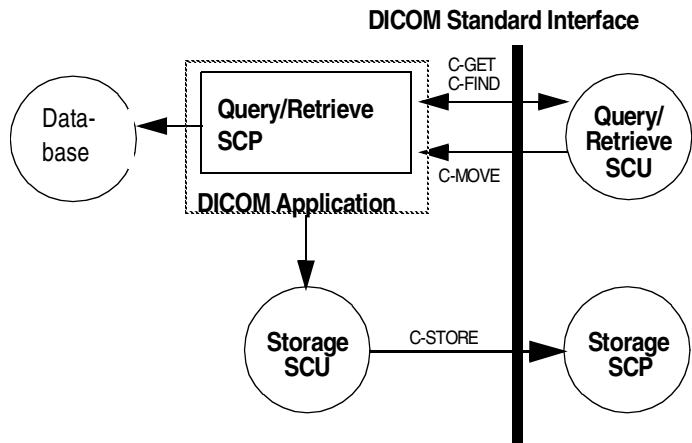 DICOM Standard Interface
C-GET
C-FIND
Data-
base
Query/Retrieve
SCP
Query/
Retrieve
SCU
C-MOVE
DICOM Application
Storage
SCU
C-STORE
Storage
SCP